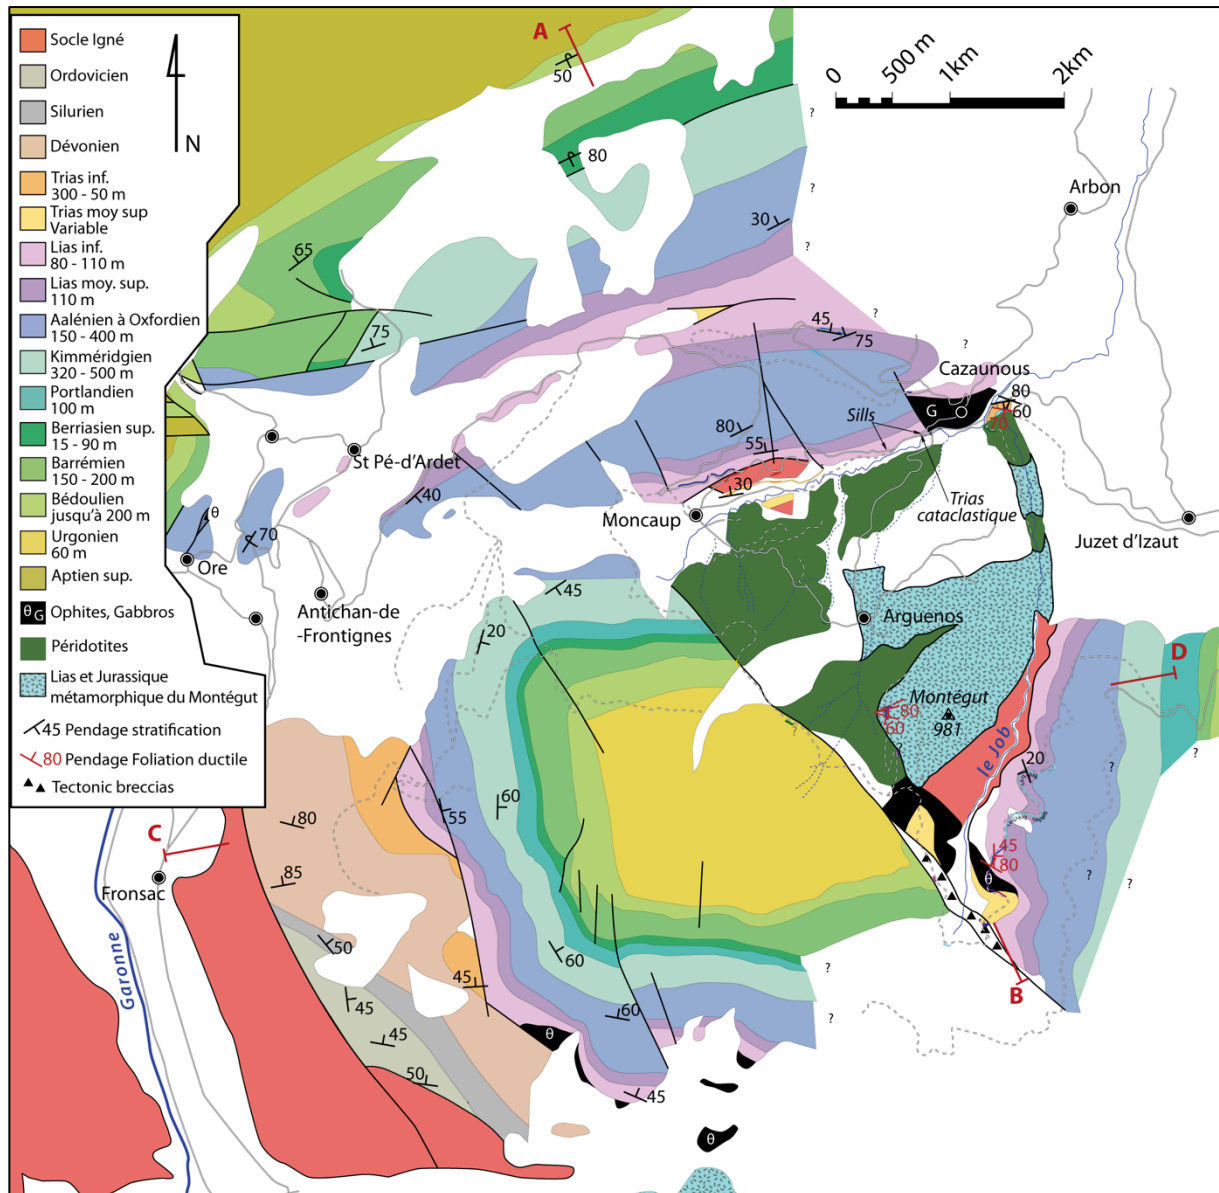 Socle Igné
Ordovicien
Silurien
Dévonien
Trias inf.
300 - 50 m
Trias moy sup
Variable
Lias inf.
80 - 110 m
Lias moy. sup.
110 m
Aalénien à Oxfordien
150 - 400 m
Kimméridgien
320 - 500 m
Portlandien
100 m
Berriasien sup.
15 - 90 m
Barrémien
150 - 200 m
Bédoulien
jusqu'à 200 m
Urgonien
60 m
Aptien sup.
θ G
Ophites, Gabbros
Péridotites
Lias et Jurassique
métamorphique du Montégut
45 Pendage stratification
80 Pendage Foliation ductile
Tectonic breccias
N
A
50
0
500 m
1km
2km
80
?
Arbon
?
30
65
?
?
75
45
75
?
Cazaunous
G
80
60
70
Sills
80
55
St Pé-d'Ardet
40
30
Moncaup
Trias
cataclastique
Juzet d'Izaut
θ
70
Ore
Antichan-de
-Frontignes
45
20
Arguenos
D
Montégut
981
80
60
?
le Job
20
?
?
?
60
55
80
C
85
Fronsac
45
80
θ
?
?
50
60
?
45
B
45
60
?
45
50
θ
45
θ
Garonne